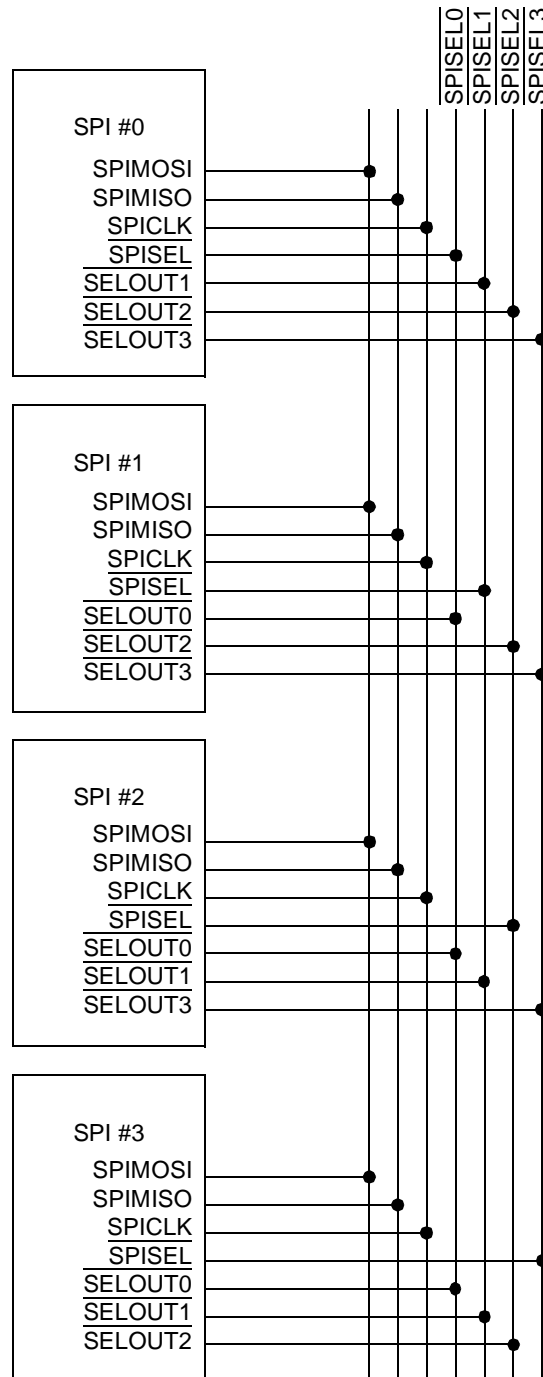 SPISEL0
SPISEL1
SPISEL2
SPISEL3
SPI #0
SPIMOSI
SPIMISO
SPICLK
SPISEL
SELOUT1
SELOUT2
SELOUT3
SPI #1
SPIMOSI
SPIMISO
SPICLK
SPISEL
SELOUT0
SELOUT2
SELOUT3
SPI #2
SPIMOSI
SPIMISO
SPICLK
SPISEL
SELOUT0
SELOUT1
SELOUT3
SPI #3
SPIMOSI
SPIMISO
SPICLK
SPISEL
SELOUT0
SELOUT1
SELOUT2